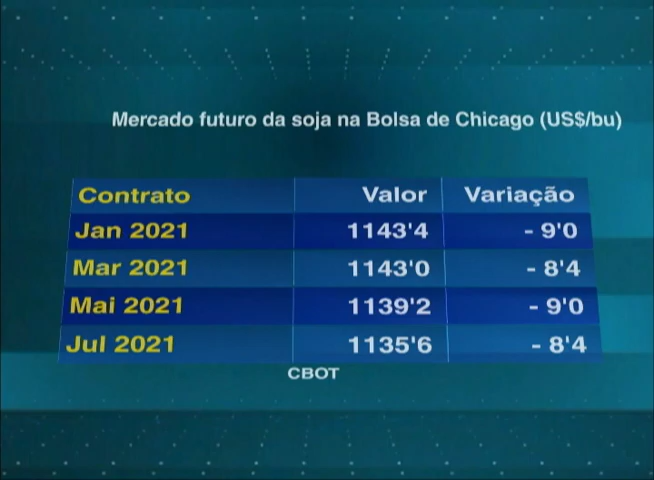 Mercado futuro da soja na Bolsa de Chicago (US$/bu)
Contrato Valor Variação
Jan 2021 1143'4 - 9'0
Mar 2021 1143'0 - 8'4
Mai 2021 1139'2 - 9'0
Jul 2021 1135'6 - 8'4
CBOT